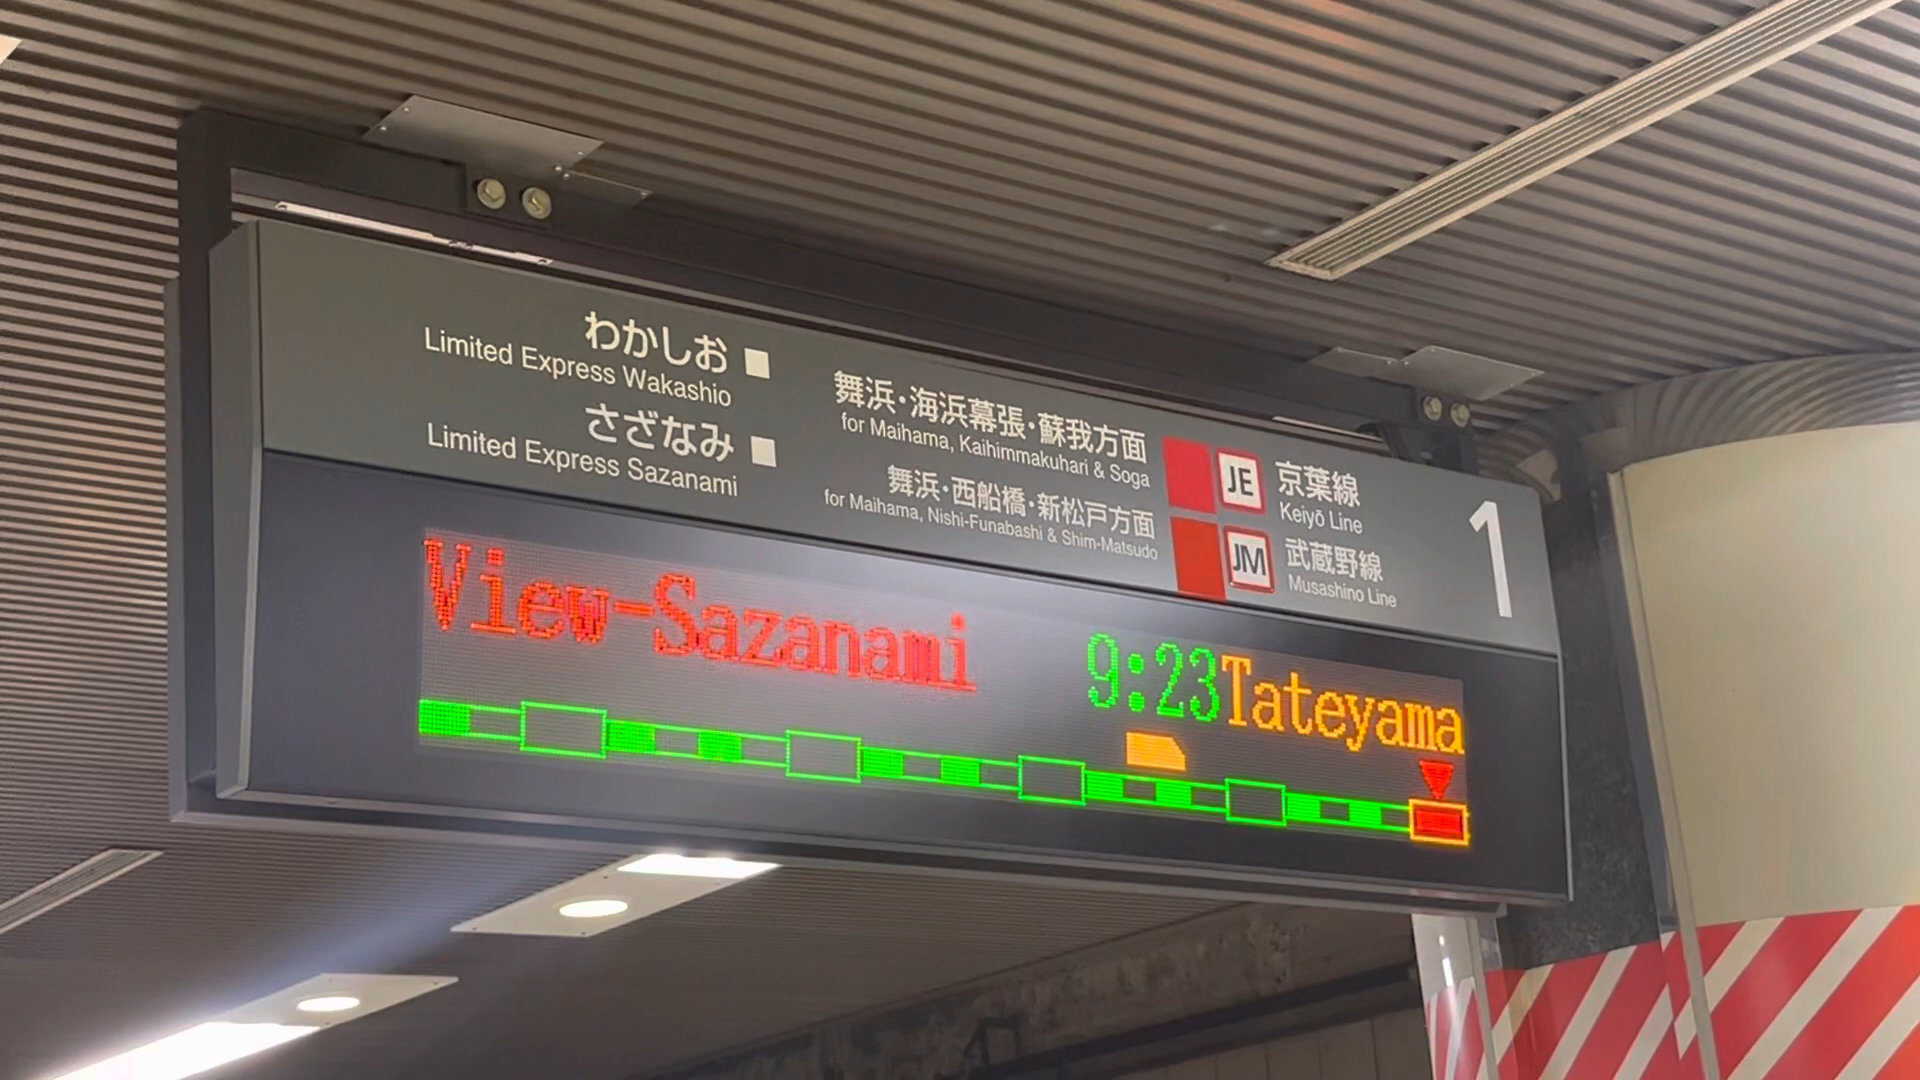 わかしお
Limited Express Wakashio
さざなみ
Limited Express Sazanami
舞浜・海浜幕張・蘇我方面
for Maihama, Kaihimmakuhari & Soga
舞浜・西船橋・新松戸方面
for Maihama, Nishi-Funabashi & Shim-Matsudo
JE 京葉線
Keiyō Line
JM 武蔵野線
Musashino Line
1
View-Sazanami 9:23 Tateyama